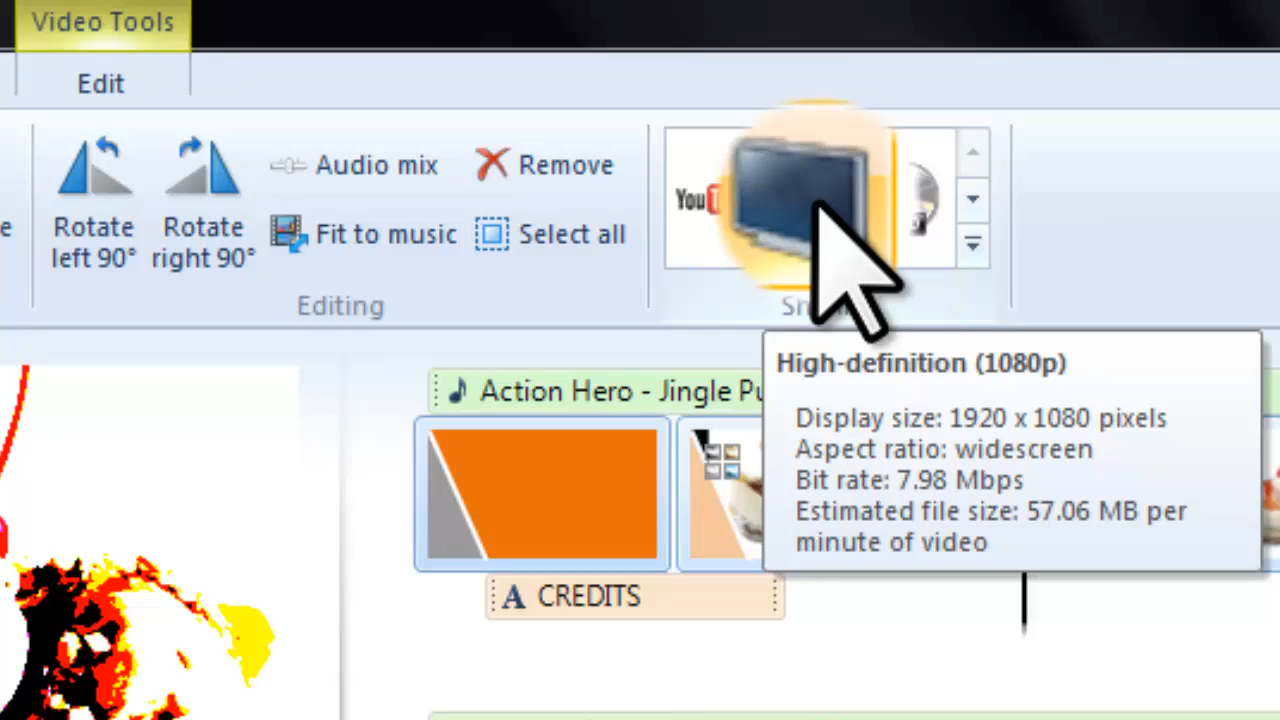 Video Tools
Edit
Rotate
left 90°
Rotate
right 90°
Audio mix
Remove
Fit to music
Select all
Editing
You
High-definition (1080p)
Display size: 1920 x 1080 pixels
Aspect ratio: widescreen
Bit rate: 7.98 Mbps
Estimated file size: 57.06 MB per
minute of video
Action Hero - Jingle
A CREDITS